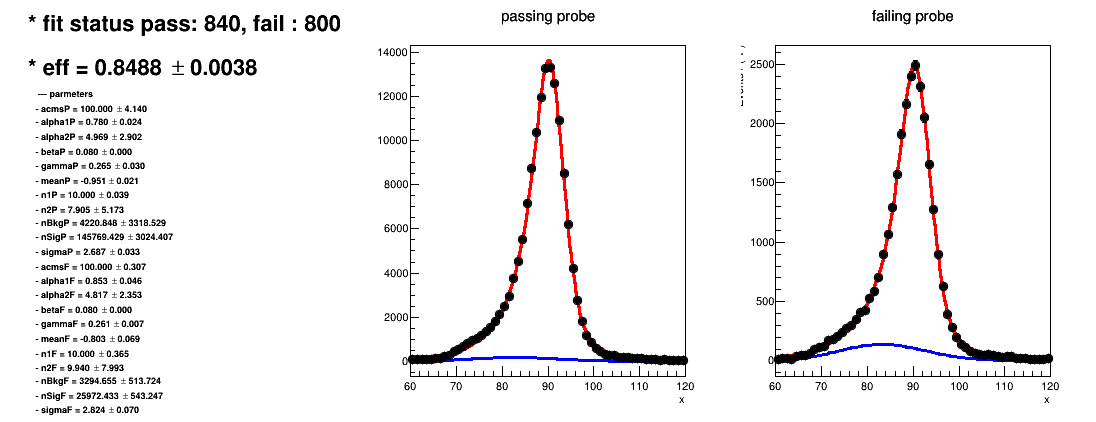 * fit status pass: 840, fail : 800
* eff = 0.8488 ± 0.0038
--- parmeters
- acmsP = 100.000 ± 4.140
- alpha1P = 0.780 ± 0.024
- alpha2P = 4.969 ± 2.902
- betaP = 0.080 ± 0.000
- gammaP = 0.265 ± 0.030
- meanP = -0.951 ± 0.021
- n1P = 10.000 ± 0.039
- n2P = 7.905 ± 5.173
- nBkgP = 4220.848 ± 3318.529
- nSigP = 145769.429 ± 3024.407
- sigmaP = 2.687 ± 0.033
- acmsF = 100.000 ± 0.307
- alpha1F = 0.853 ± 0.046
- alpha2F = 4.817 ± 2.353
- betaF = 0.080 ± 0.000
- gammaF = 0.261 ± 0.007
- meanF = -0.803 ± 0.069
- n1F = 10.000 ± 0.365
- n2F = 9.940 ± 7.993
- nBkgF = 3294.655 ± 513.724
- nSigF = 25972.433 ± 543.247
- sigmaF = 2.824 ± 0.070
passing probe
14000
12000
10000
8000
6000
4000
2000
0
60 70 80 90 100 110 120
x
failing probe
2500
2000
1500
1000
500
0
60 70 80 90 100 110 120
x